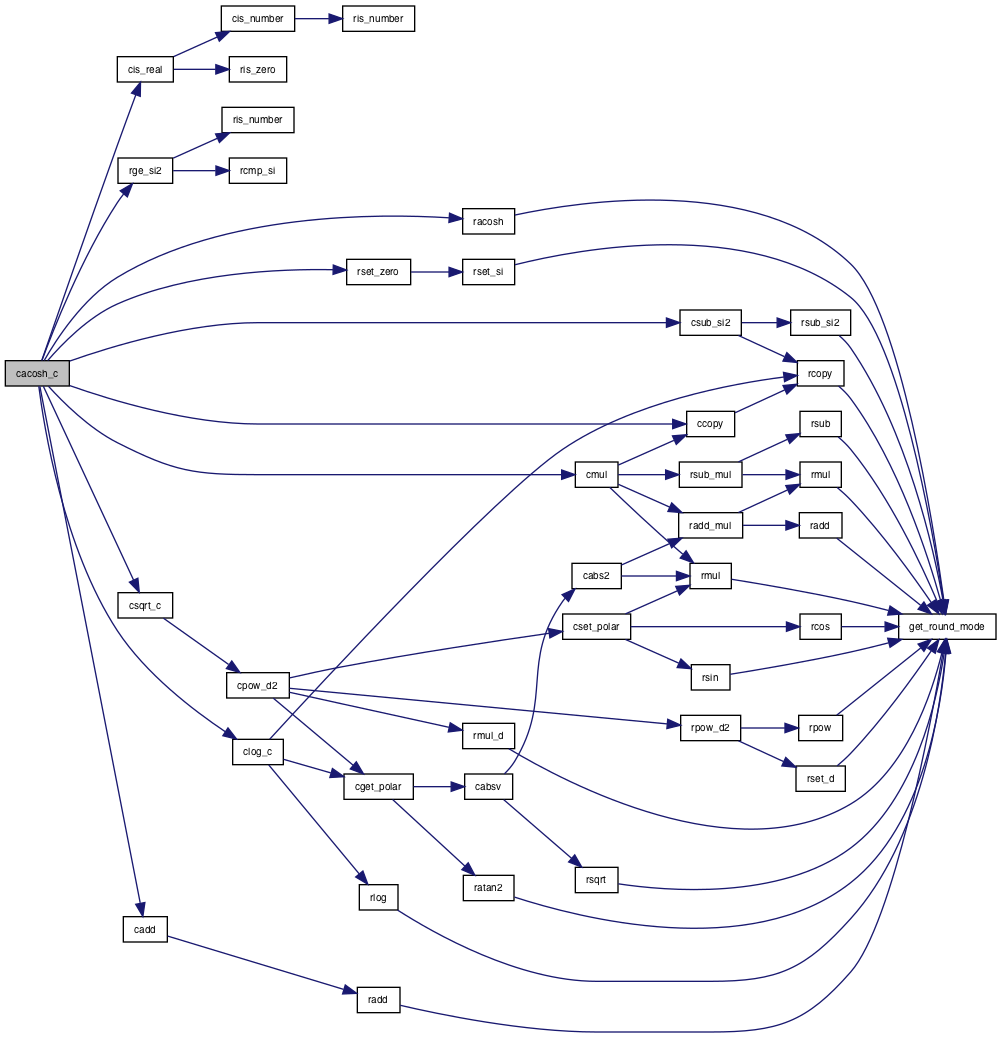 cis_number
ris_number
cis_real
ris_zero
ris_number
rge_si2
rcmp_si
racosh
rset_zero
rset_si
csub_si2
rsub_si2
cacosh_c
rcopy
ccopy
rsub
cmul
rsub_mul
rmul
radd_mul
radd
cabs2
rmul
csqrt_c
cset_polar
rcos
get_round_mode
rsin
cpow_d2
rpow_d2
rpow
rmul_d
clog_c
rset_d
cget_polar
cabsv
rsqrt
ratan2
rlog
cadd
radd